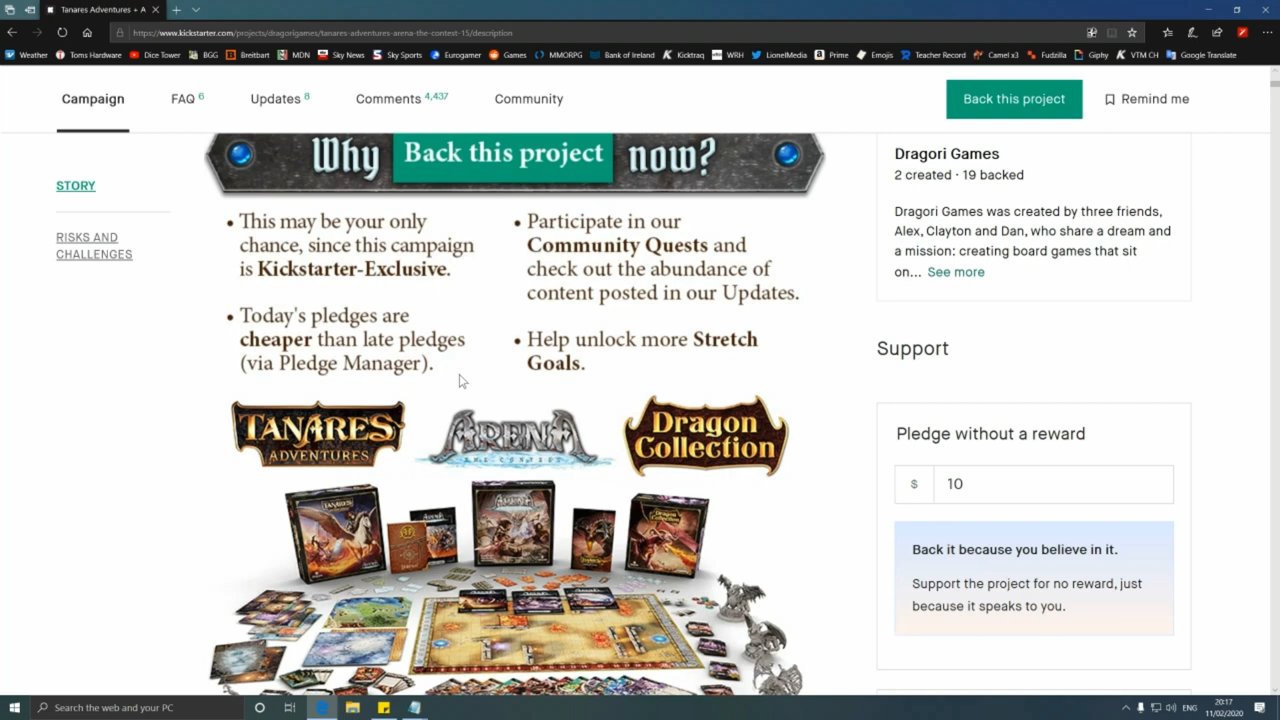 Tanares Adventures + A
https://www.kickstarter.com/projects/dragorigames/tanares-adventures-arena-the-contest-15/description
Weather Toms Hardware Dice Tower BGG Breitbart MDN Sky News Sky Sports Eurogamer Games MMORPG Bank of Ireland Kicktraq WRH LionelMedia Prime Emojis Teacher Record Camel x3 Fudzilla Giphy VTM CH Google Translate
Campaign FAQ 6 Updates 8 Comments 4,437 Community Back this project Remind me
STORY
RISKS AND
CHALLENGES
Why Back this project now?
• This may be your only
chance, since this campaign
is Kickstarter-Exclusive.
• Today's pledges are
cheaper than late pledges
(via Pledge Manager).
• Participate in our
Community Quests and
check out the abundance of
content posted in our Updates.
• Help unlock more Stretch
Goals.
TANARES
ADVENTURES
ARENA
THE CONTEST
Dragon
Collection
Dragori Games
2 created · 19 backed
Dragori Games was created by three friends,
Alex, Clayton and Dan, who share a dream and
a mission: creating board games that sit
on... See more
Support
Pledge without a reward
$ 10
Back it because you believe in it.
Support the project for no reward, just
because it speaks to you.
Search the web and your PC
ENG
20:17
11/02/2020